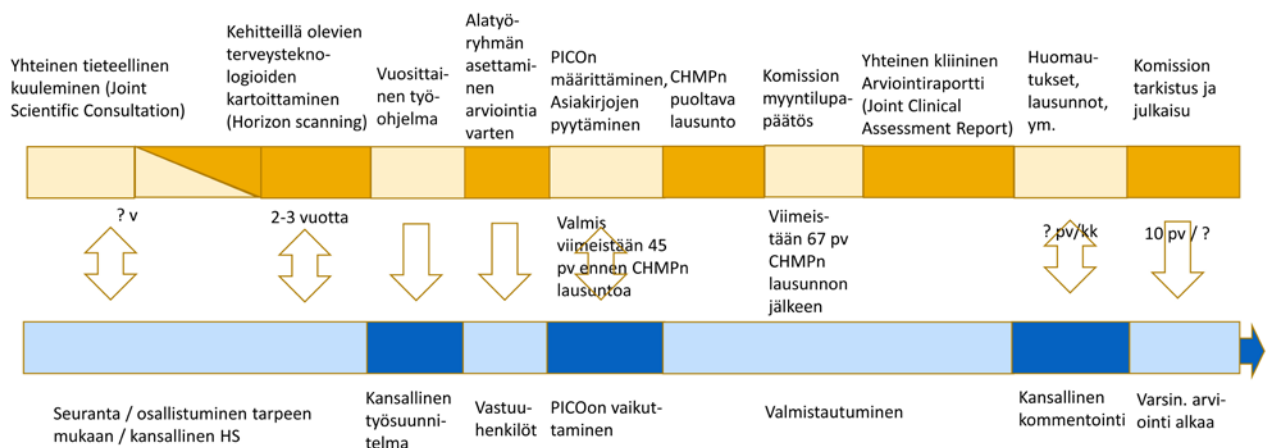 Yhteinen tieteellinen
kuuleminen (Joint
Scientific Consultation)
Kehitteillä olevien
terveystekno-
logioiden
kartoittaminen
(Horizon scanning)
Vuosittai-
nen työ-
ohjelma
Alatyö-
ryhmän
asettami-
nen
arviointia
varten
PICOn
määrittäminen,
Asiakirjojen
pyytäminen
CHMPn
puoltava
lausunto
Komission
myyntilupa-
päätös
Yhteinen kliininen
Arviointiraportti
(Joint Clinical
Assessment Report)
Huomau-
tukset,
lausunnot,
ym.
Komission
tarkistus ja
julkaisu
? v
2-3 vuotta
Valmis
viimeistään 45
pv ennen CHMPn
lausuntoa
Viimeis-
tään 67 pv
CHMPn
lausunnon
jälkeen
? pv/kk
10 pv / ?
Seuranta / osallistuminen tarpeen
mukaan / kansallinen HS
Kansallinen
työsuunni-
telma
Vastuu-
henkilöt
PICOon vaikut-
taminen
Valmistautuminen
Kansallinen
kommentointi
Varsin. arvi-
ointi alkaa